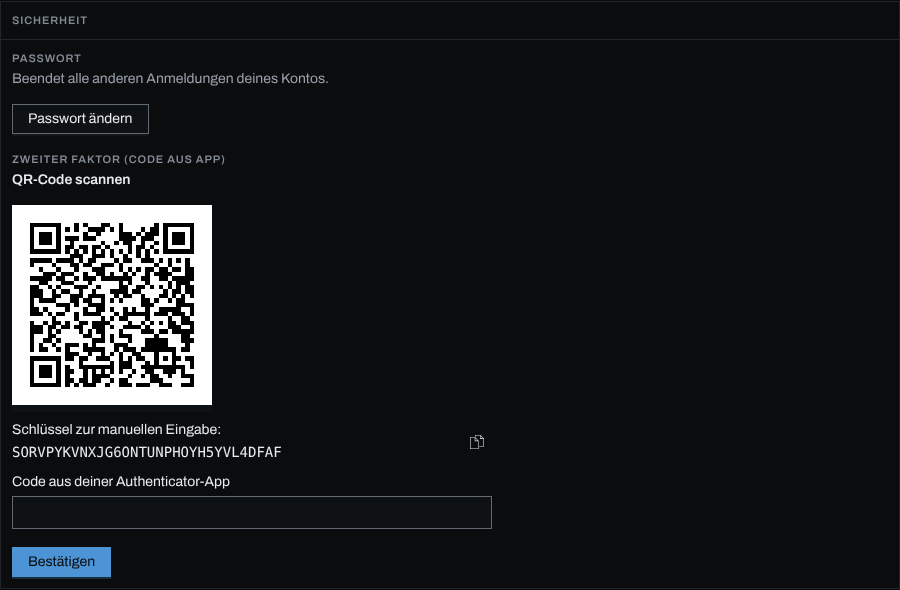 SICHERHEIT
PASSWORT
Beendet alle anderen Anmeldungen deines Kontos.
Passwort ändern
ZWEITER FAKTOR (CODE AUS APP)
QR-Code scannen
Schlüssel zur manuellen Eingabe:
SORVPYKVNXJG6ONTUNPHOYH5YVL4DFAF
Code aus deiner Authenticator-App
Bestätigen